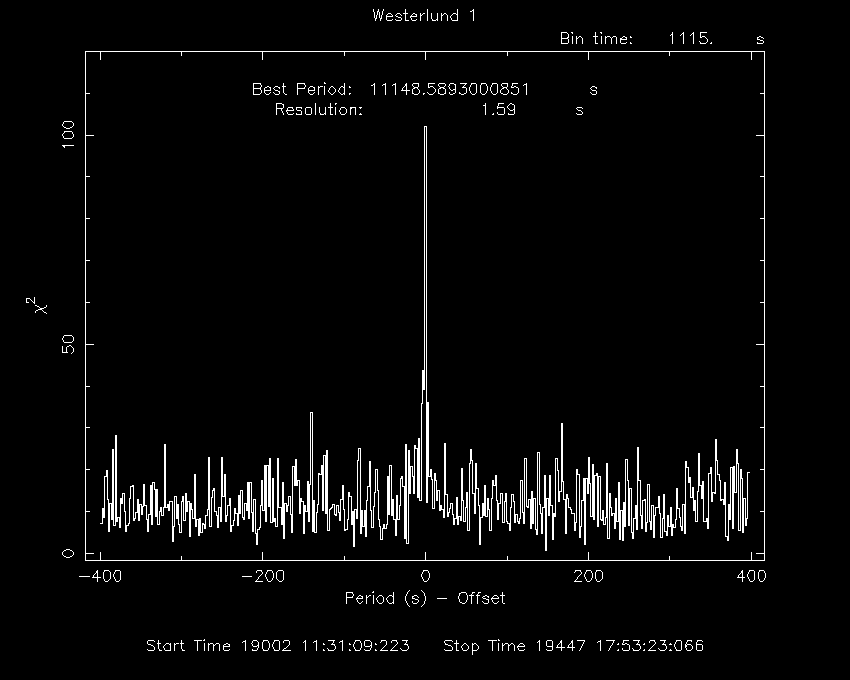 Westerlund 1
Bin time: 1115. s
Best Period: 11148.5893000851 s
Resolution: 1.59 s
100
50
0
χ2
−400 −200 0 200 400
Period (s) − Offset
Start Time 19002 11:31:09:223 Stop Time 19447 17:53:23:066